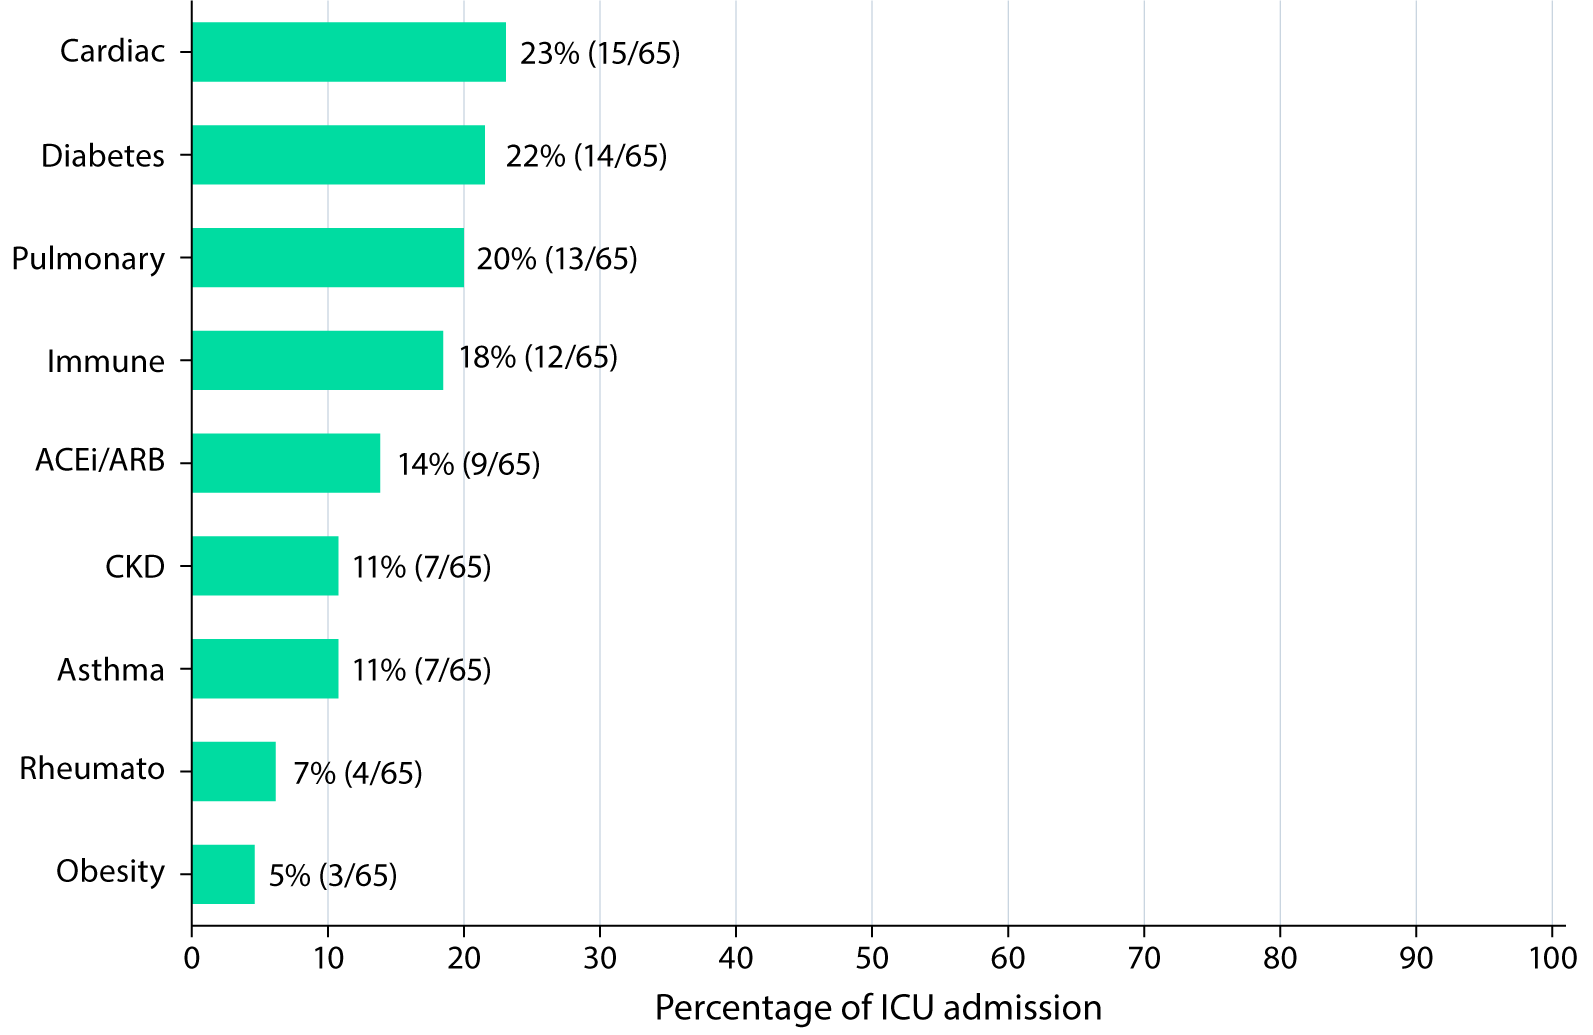 Cardiac 23% (15/65)
Diabetes 22% (14/65)
Pulmonary 20% (13/65)
Immune 18% (12/65)
ACEi/ARB 14% (9/65)
CKD 11% (7/65)
Asthma 11% (7/65)
Rheumato 7% (4/65)
Obesity 5% (3/65)
0 10 20 30 40 50 60 70 80 90 100
Percentage of ICU admission